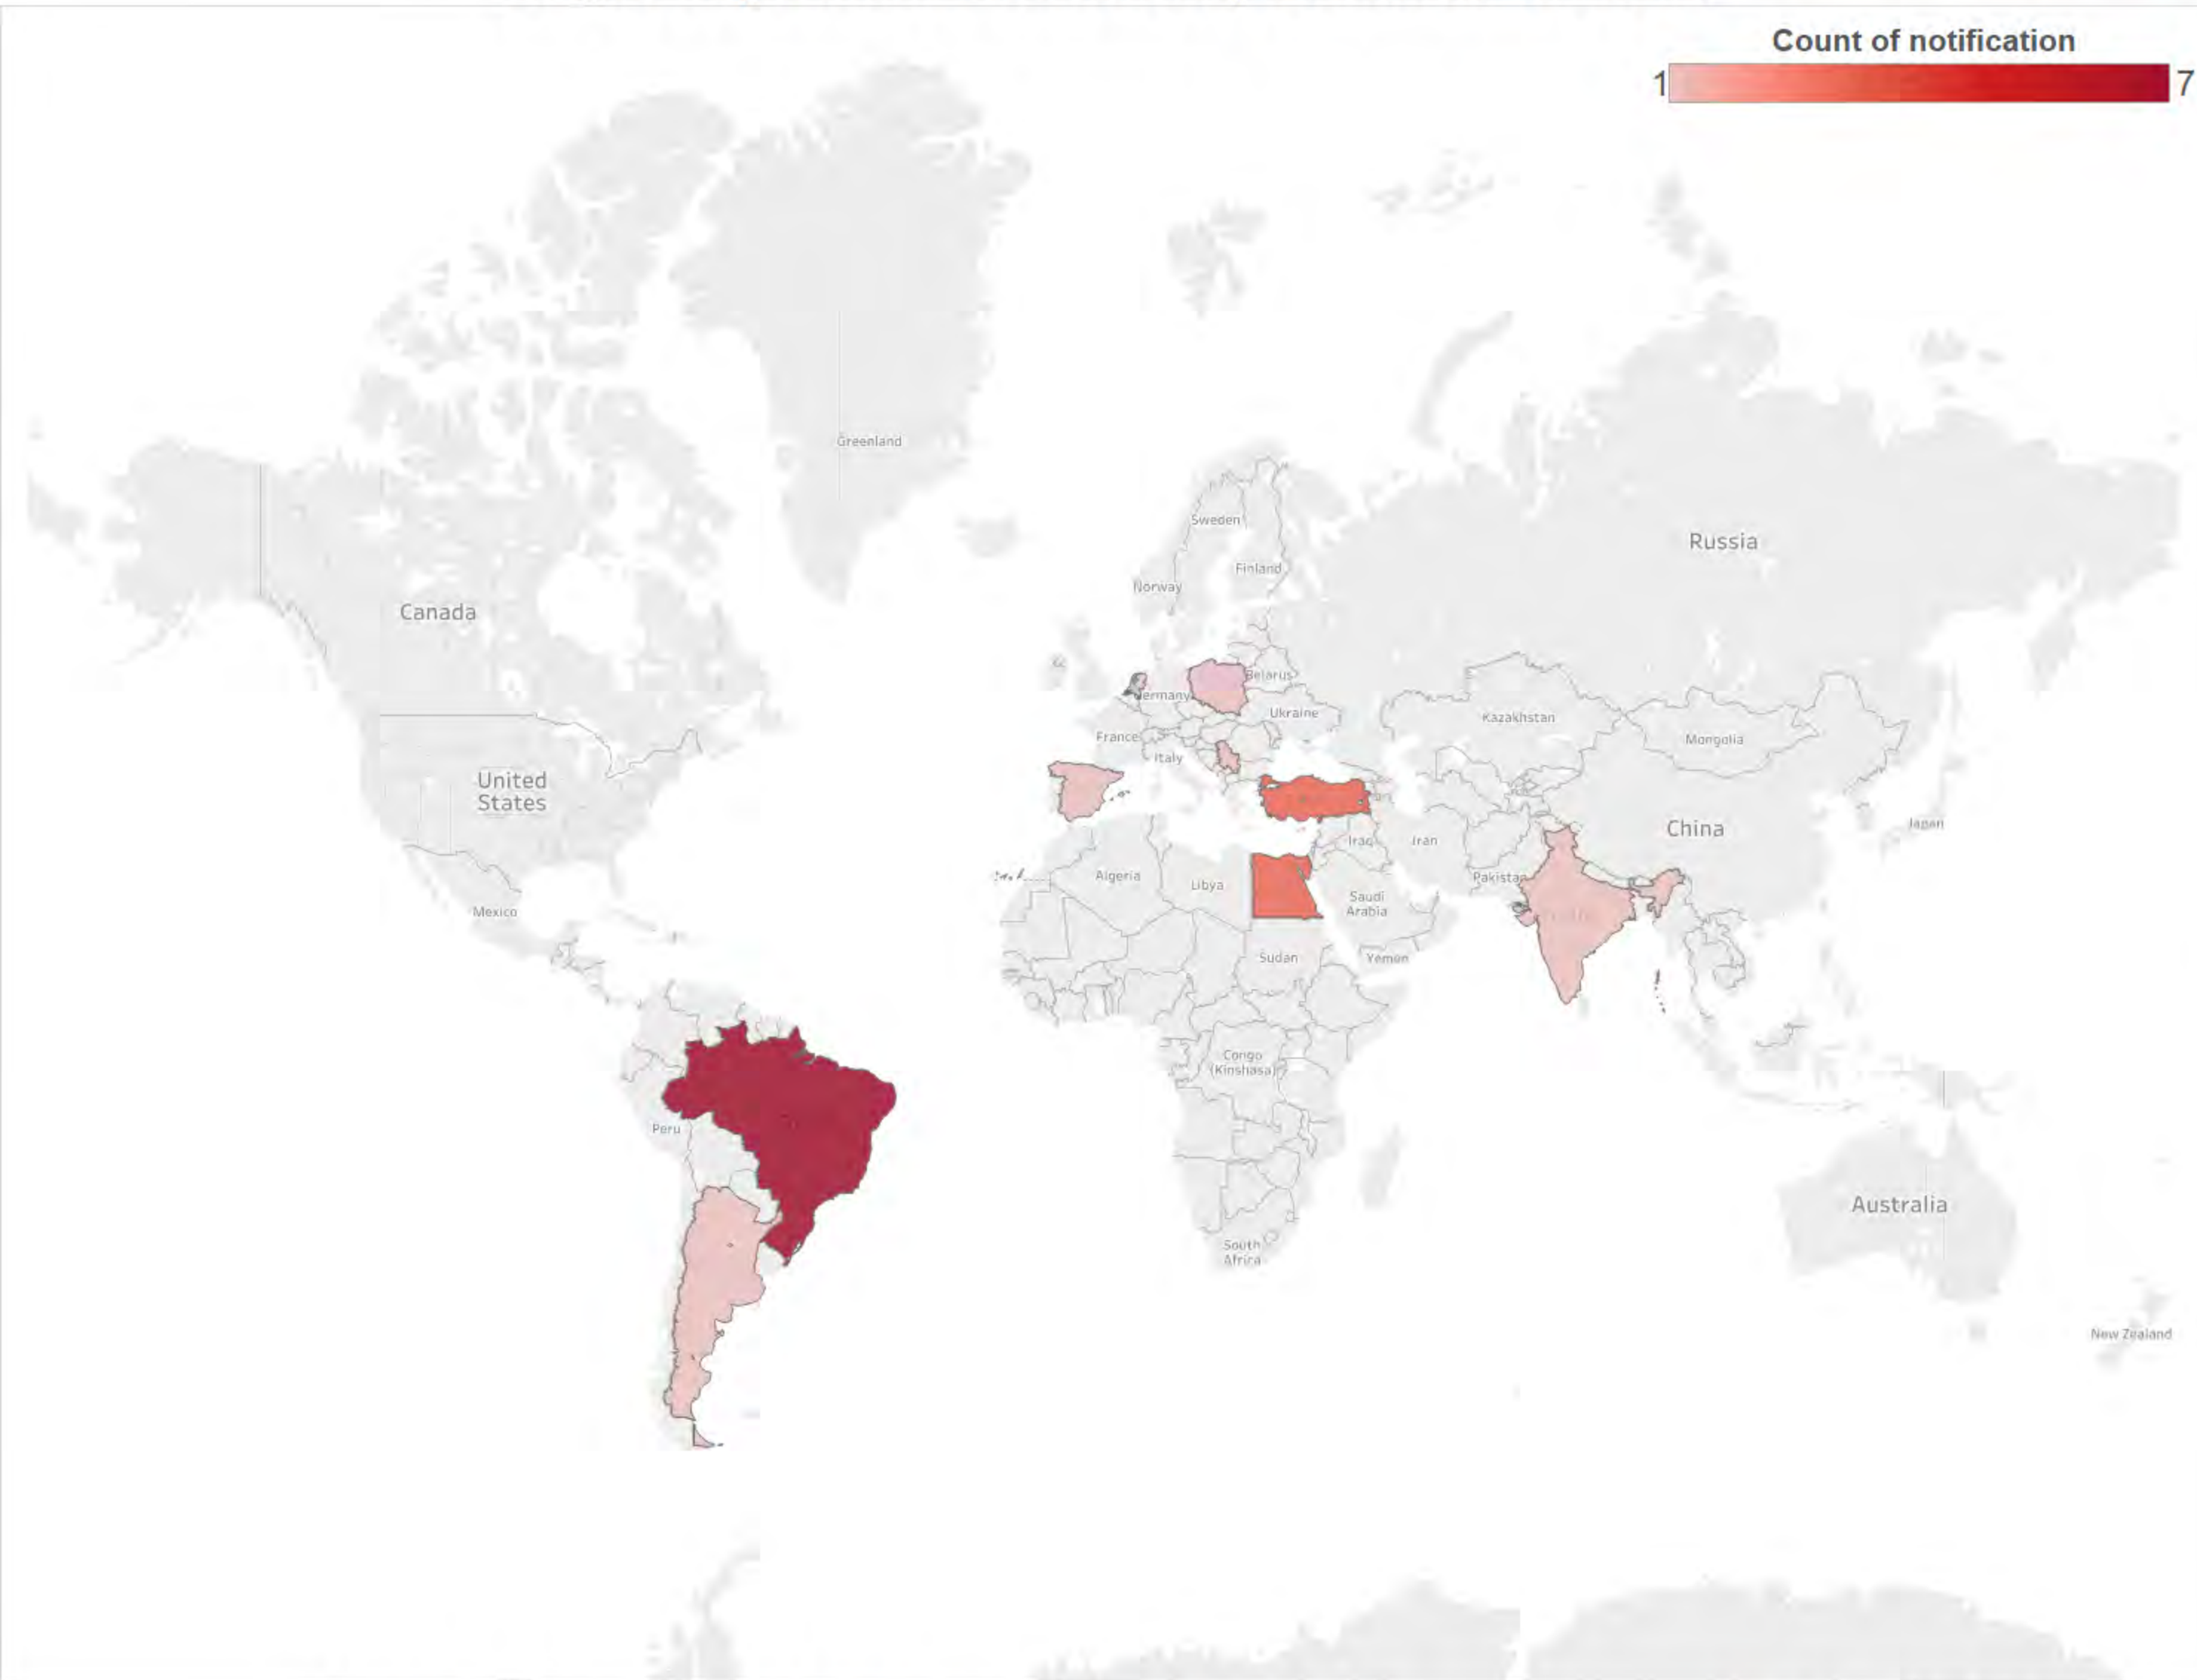 Count of notification
1 7
Greenland
Sweden
Russia
Finland
Norway
Canada
Belarus
ermany
Ukraine
Kazakhstan
France
Mongolia
Italy
United
States
China
Japan
Iraq
Iran
Algeria
Pakistan
Libya
Saudi
Arabia
Mexico
Sudan
Yemen
Congo
(Kinshasa)
Peru
Australia
South
Africa
New Zealand